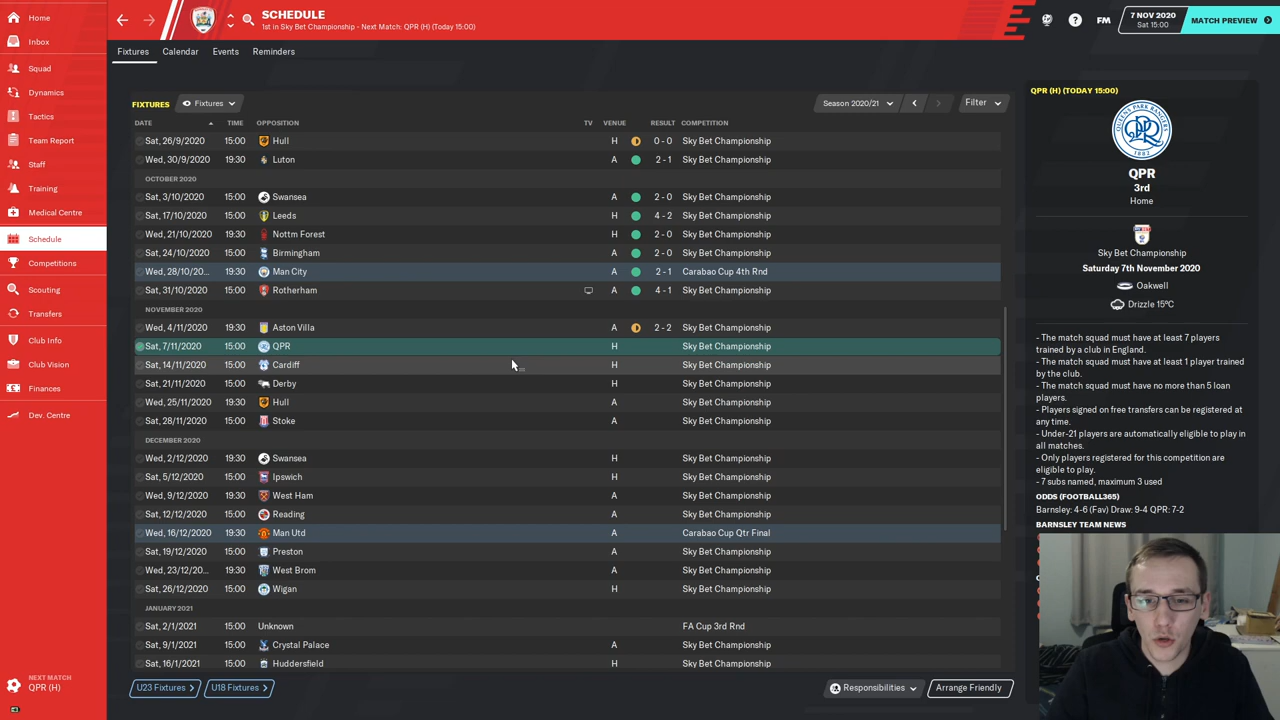 Home
Inbox
Squad
Dynamics
Tactics
Team Report
Staff
Training
Medical Centre
Schedule
Competitions
Scouting
Transfers
Club Info
Club Vision
Finances
Dev. Centre
NEXT MATCH
QPR (H)
SCHEDULE
1st in Sky Bet Championship - Next Match: QPR (H) (Today 15:00)
FM
7 NOV 2020
Sat 15:00
MATCH PREVIEW
Fixtures Calendar Events Reminders
FIXTURES Fixtures Season 2020/21 Filter
DATE TIME OPPOSITION TV VENUE RESULT COMPETITION
Sat, 26/9/2020 15:00 Hull H 0 - 0 Sky Bet Championship
Wed, 30/9/2020 19:30 Luton A 2 - 1 Sky Bet Championship
OCTOBER 2020
Sat, 3/10/2020 15:00 Swansea A 2 - 0 Sky Bet Championship
Sat, 17/10/2020 15:00 Leeds H 4 - 2 Sky Bet Championship
Wed, 21/10/2020 19:30 Nottm Forest H 2 - 0 Sky Bet Championship
Sat, 24/10/2020 15:00 Birmingham A 2 - 0 Sky Bet Championship
Wed, 28/10/20... 19:30 Man City A 2 - 1 Carabao Cup 4th Rnd
Sat, 31/10/2020 15:00 Rotherham A 4 - 1 Sky Bet Championship
NOVEMBER 2020
Wed, 4/11/2020 19:30 Aston Villa A 2 - 2 Sky Bet Championship
Sat, 7/11/2020 15:00 QPR H Sky Bet Championship
Sat, 14/11/2020 15:00 Cardiff H Sky Bet Championship
Sat, 21/11/2020 15:00 Derby H Sky Bet Championship
Wed, 25/11/2020 19:30 Hull A Sky Bet Championship
Sat, 28/11/2020 15:00 Stoke A Sky Bet Championship
DECEMBER 2020
Wed, 2/12/2020 19:30 Swansea H Sky Bet Championship
Sat, 5/12/2020 15:00 Ipswich H Sky Bet Championship
Wed, 9/12/2020 19:30 West Ham A Sky Bet Championship
Sat, 12/12/2020 15:00 Reading A Sky Bet Championship
Wed, 16/12/2020 19:30 Man Utd A Carabao Cup Qtr Final
Sat, 19/12/2020 15:00 Preston A Sky Bet Championship
Wed, 23/12/20... 19:30 West Brom A Sky Bet Championship
Sat, 26/12/2020 15:00 Wigan H Sky Bet Championship
JANUARY 2021
Sat, 2/1/2021 15:00 Unknown FA Cup 3rd Rnd
Sat, 9/1/2021 15:00 Crystal Palace A Sky Bet Championship
Sat, 16/1/2021 15:00 Huddersfield H Sky Bet Championship
U23 Fixtures U18 Fixtures Responsibilities Arrange Friendly
QPR (H) (TODAY 15:00)
QUEENS PARK RANGERS
1882
QPR
3rd
Home
Sky Bet Championship
Saturday 7th November 2020
Oakwell
Drizzle 15ºC
- The match squad must have at least 7 players
trained by a club in England.
- The match squad must have at least 1 player trained
by the club.
- The match squad must have no more than 5 loan
players.
- Players signed on free transfers can be registered at
any time.
- Under-21 players are automatically eligible to play in
all matches.
- Only players registered for this competition are
eligible to play.
- 7 subs named, maximum 3 used
ODDS (FOOTBALL365)
Barnsley: 4-6 (Fav) Draw: 9-4 QPR: 7-2
BARNSLEY TEAM NEWS